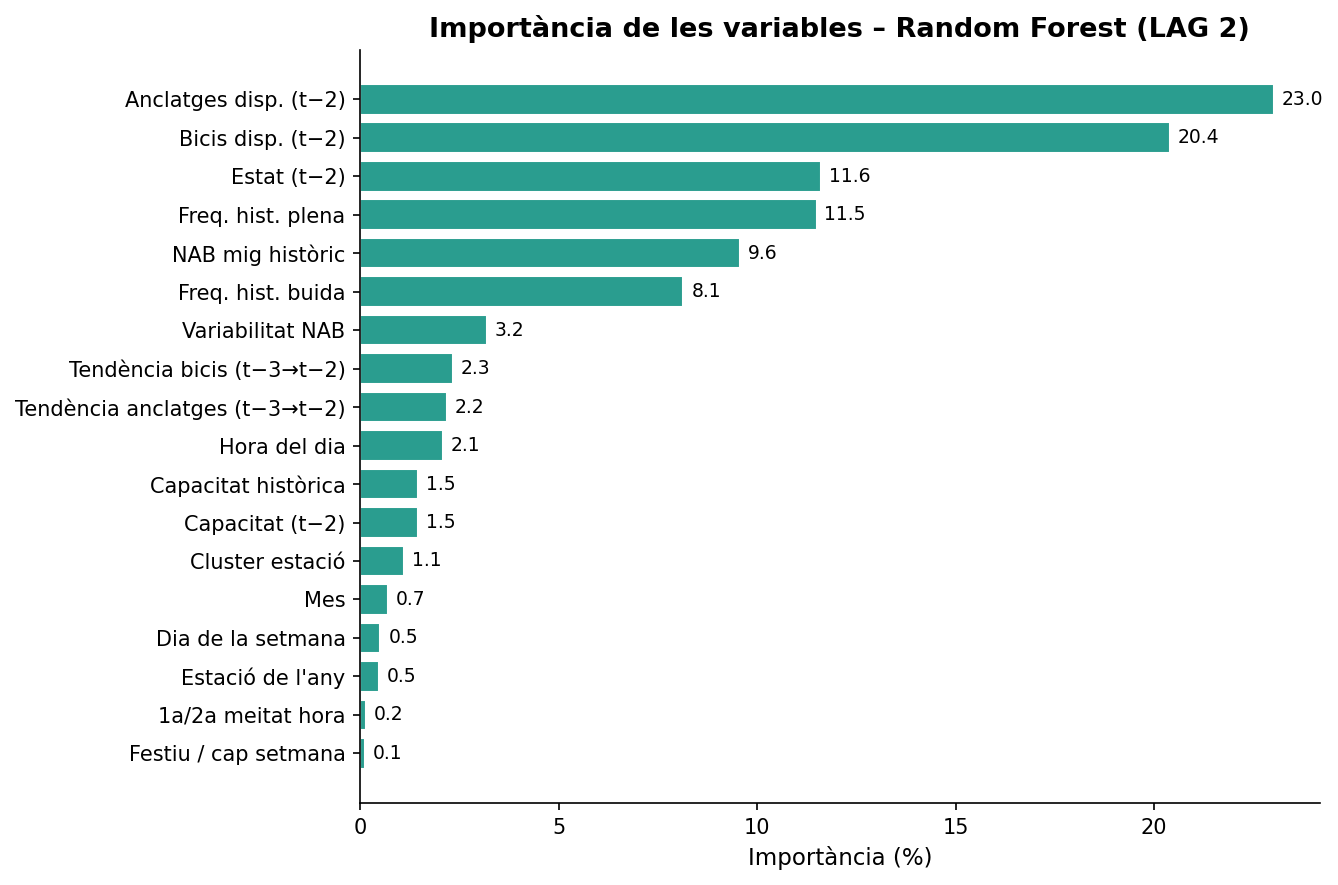 Importància de les variables – Random Forest (LAG 2)
Anclatges disp. (t−2) 23.0
Bicis disp. (t−2) 20.4
Estat (t−2) 11.6
Freq. hist. plena 11.5
NAB mig històric 9.6
Freq. hist. buida 8.1
Variabilitat NAB 3.2
Tendència bicis (t−3→t−2) 2.3
Tendència anclatges (t−3→t−2) 2.2
Hora del dia 2.1
Capacitat històrica 1.5
Capacitat (t−2) 1.5
Cluster estació 1.1
Mes 0.7
Dia de la setmana 0.5
Estació de l'any 0.5
1a/2a meitat hora 0.2
Festiu / cap setmana 0.1
0 5 10 15 20
Importància (%)